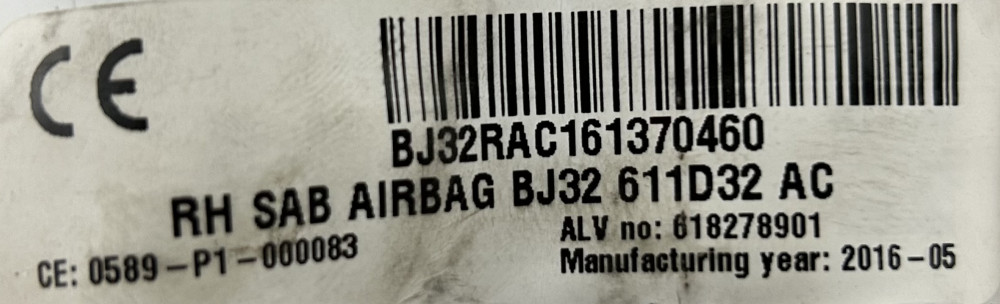 CE
BJ32RAC161370460
RH SAB AIRBAG BJ32 611D32 AC
ALV no: 618278901
CE: 0589-P1-000083
Manufacturing year: 2016-05